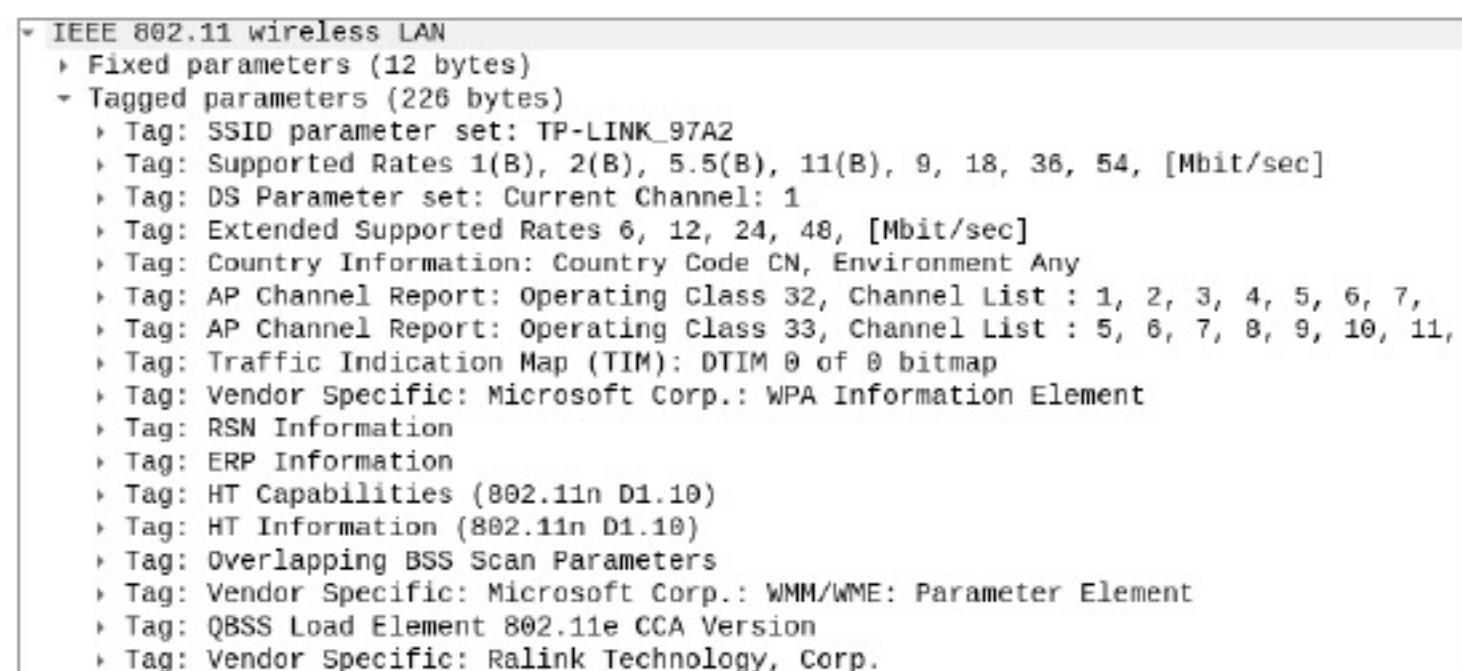 IEEE 802.11 wireless LAN
Fixed parameters (12 bytes)
Tagged parameters (226 bytes)
Tag: SSID parameter set: TP-LINK_97A2
Tag: Supported Rates 1(B), 2(B), 5.5(B), 11(B), 9, 18, 36, 54, [Mbit/sec]
Tag: DS Parameter set: Current Channel: 1
Tag: Extended Supported Rates 6, 12, 24, 48, [Mbit/sec]
Tag: Country Information: Country Code CN, Environment Any
Tag: AP Channel Report: Operating Class 32, Channel List : 1, 2, 3, 4, 5, 6, 7,
Tag: AP Channel Report: Operating Class 33, Channel List : 5, 6, 7, 8, 9, 10, 11,
Tag: Traffic Indication Map (TIM): DTIM 0 of 0 bitmap
Tag: Vendor Specific: Microsoft Corp.: WPA Information Element
Tag: RSN Information
Tag: ERP Information
Tag: HT Capabilities (802.11n D1.10)
Tag: HT Information (802.11n D1.10)
Tag: Overlapping BSS Scan Parameters
Tag: Vendor Specific: Microsoft Corp.: WMM/WME: Parameter Element
Tag: QBSS Load Element 802.11e CCA Version
Tag: Vendor Specific: Ralink Technology, Corp.